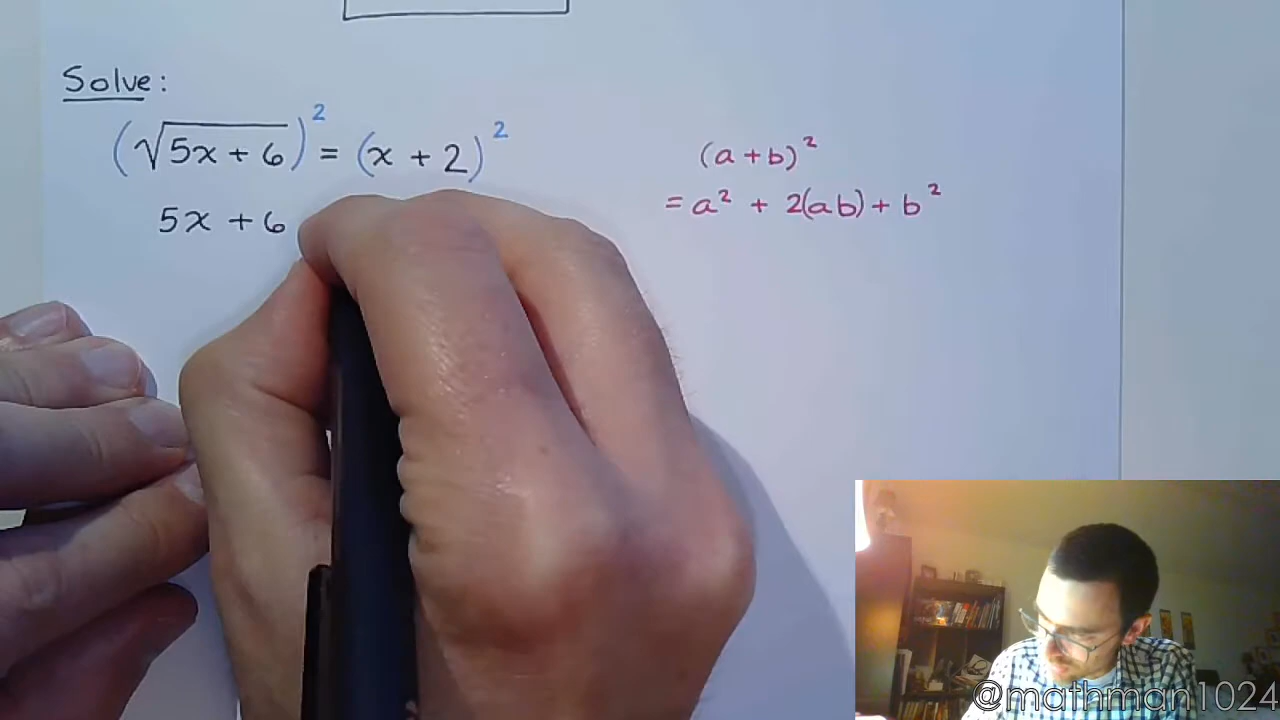 Solve:
(√5x + 6)² = (x + 2)²
5x + 6
(a + b)²
= a² + 2(ab) + b²
@mathman1024